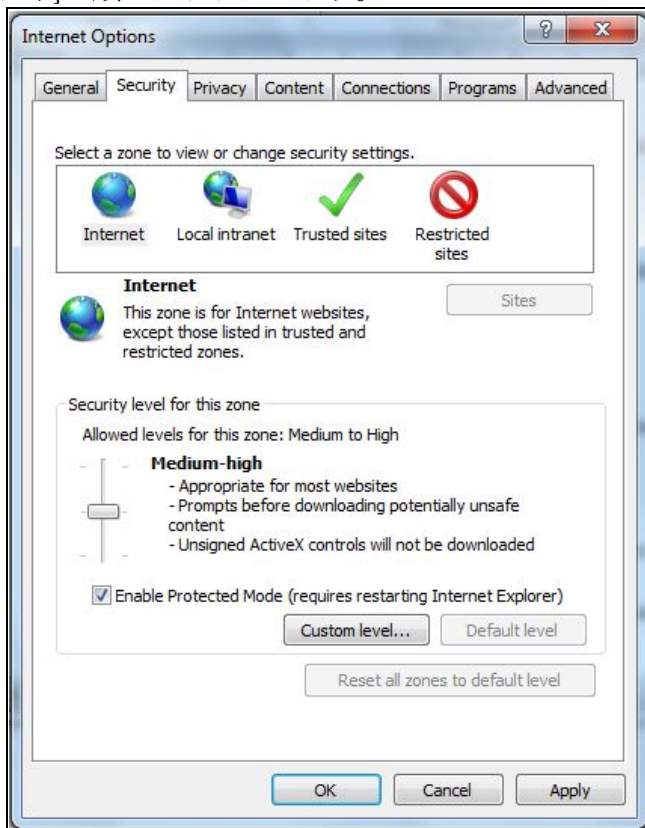 Internet Options
General Security Privacy Content Connections Programs Advanced
Select a zone to view or change security settings.
Internet Local intranet Trusted sites Restricted
sites
Internet
Sites
This zone is for Internet websites,
except those listed in trusted and
restricted zones.
Security level for this zone
Allowed levels for this zone: Medium to High
Medium-high
- Appropriate for most websites
- Prompts before downloading potentially unsafe
content
- Unsigned ActiveX controls will not be downloaded
Enable Protected Mode (requires restarting Internet Explorer)
Custom level... Default level
Reset all zones to default level
OK Cancel Apply